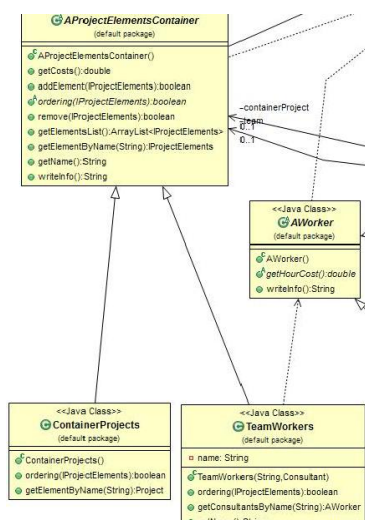 AProjectElementsContainer
(default package)
AProjectElementsContainer()
getCosts():double
addElement(IProjectElements):boolean
ordering(IProjectElements):boolean
remove(IProjectElements):boolean
getElementsList():ArrayList<IProjectElements>
getElementByName(String):IProjectElements
getName():String
writeInfo():String
-containerProject
-team
0..1
0..1
<<Java Class>>
AWorker
(default package)
AWorker()
getHourCost():double
writeInfo():String
<<Java Class>>
ContainerProjects
(default package)
ContainerProjects()
ordering(IProjectElements):boolean
getElementByName(String):Project
<<Java Class>>
TeamWorkers
(default package)
name: String
TeamWorkers(String,Consultant)
ordering(IProjectElements):boolean
getConsultantsByName(String):AWorker